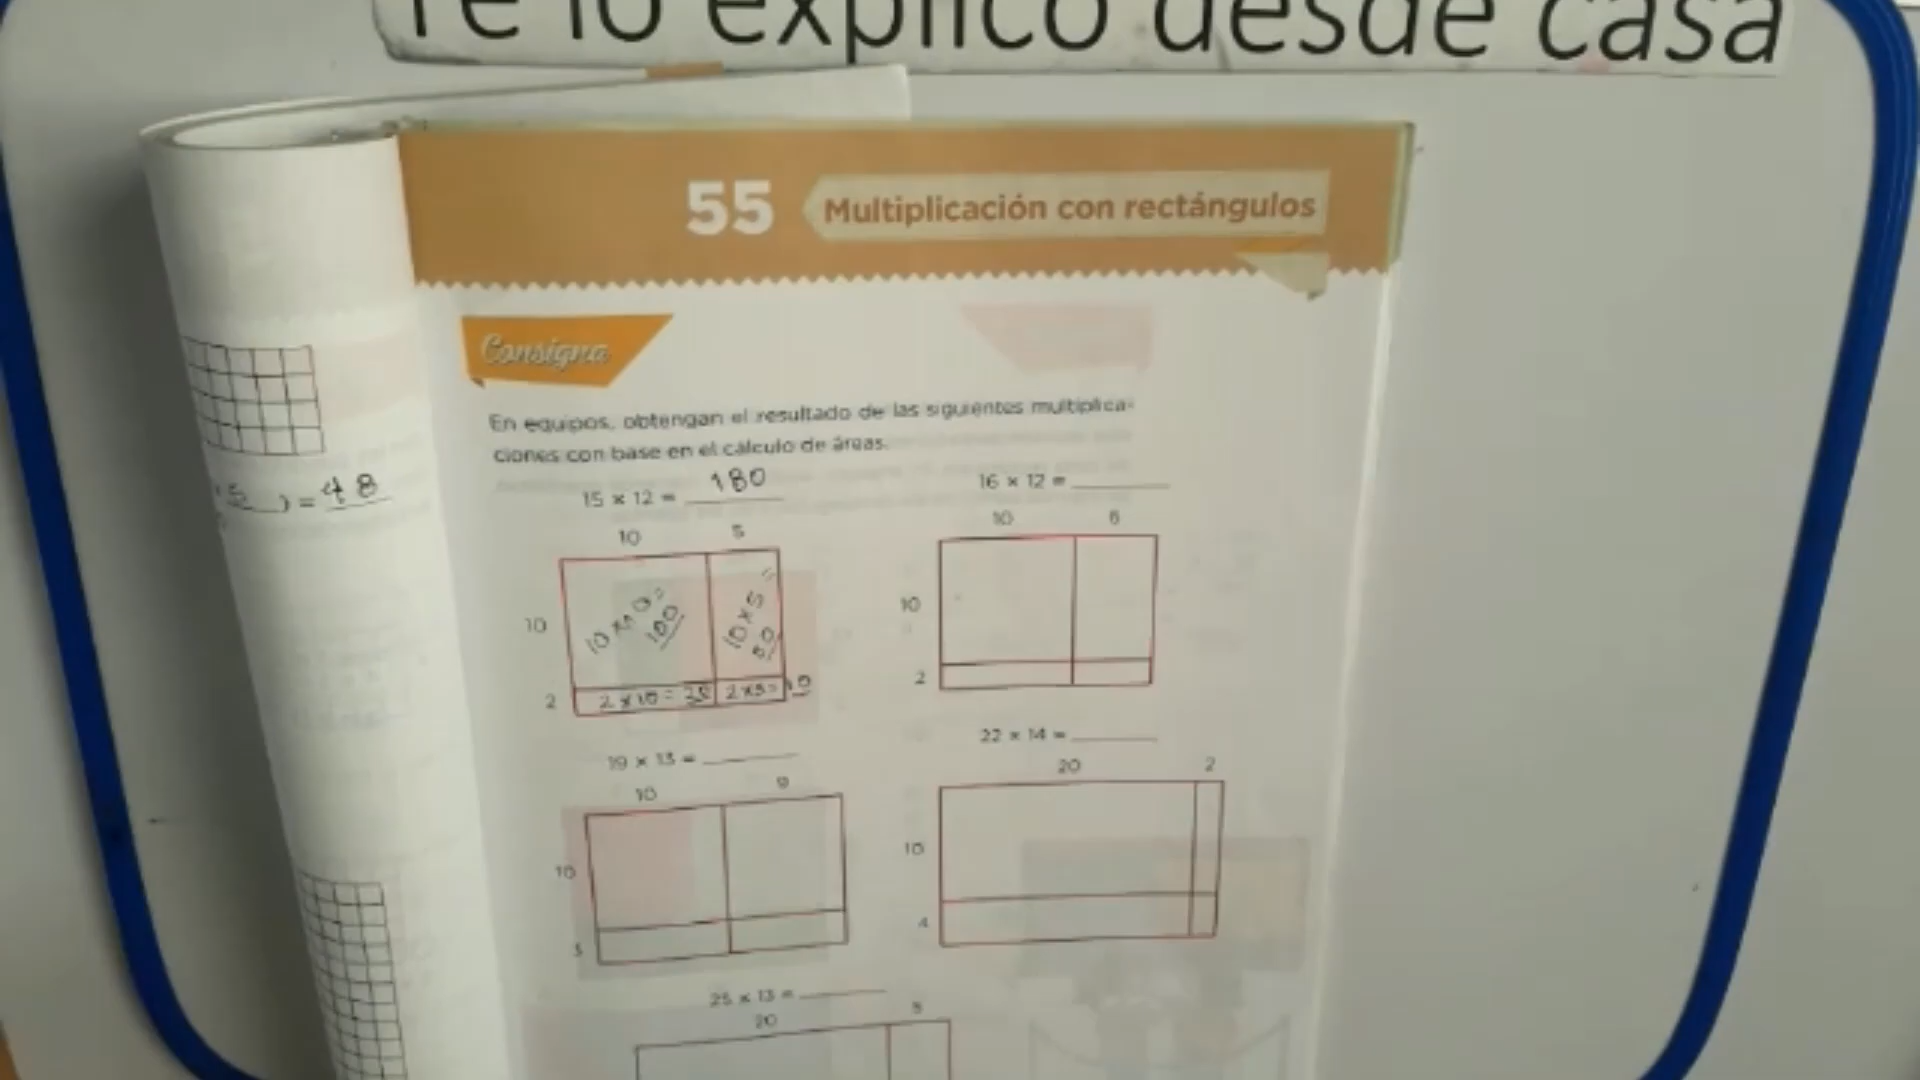 Te lo explico desde casa
55 Multiplicación con rectángulos
Consigna
En equipos, obtengan el resultado de las siguientes multiplica-
ciones con base en el cálculo de áreas.
5 ) = 48
15 x 12 = 180
10 5
10
2
10 x 10 =
100
10 x 5 =
50
2 x 10 = 20
2 x 5 = 10
16 x 12 =
10 6
10
2
19 x 13 =
10 9
10
3
22 x 14 =
20 2
10
4
25 x 13 =
20 5